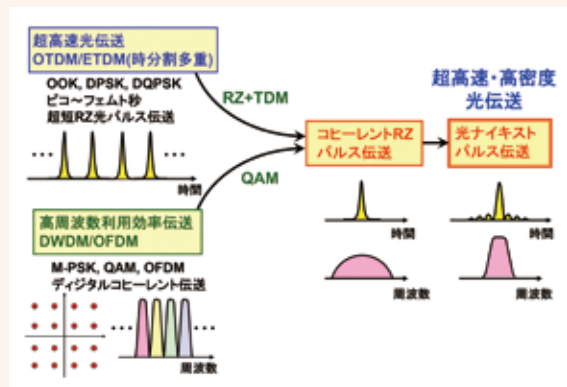 超高速光伝送
OTDM/ETDM(時分割多重)
OOK, DPSK, DQPSK
ピコ～フェムト秒
超短RZ光パルス伝送
・・・
・・・
時間
高周波数利用効率伝送
DWDM/OFDM
M-PSK, QAM, OFDM
ディジタルコヒーレント伝送
・・・
・・・
周波数
RZ+TDM
QAM
コヒーレントRZ
パルス伝送
時間
周波数
超高速・高密度
光伝送
光ナイキスト
パルス伝送
時間
周波数